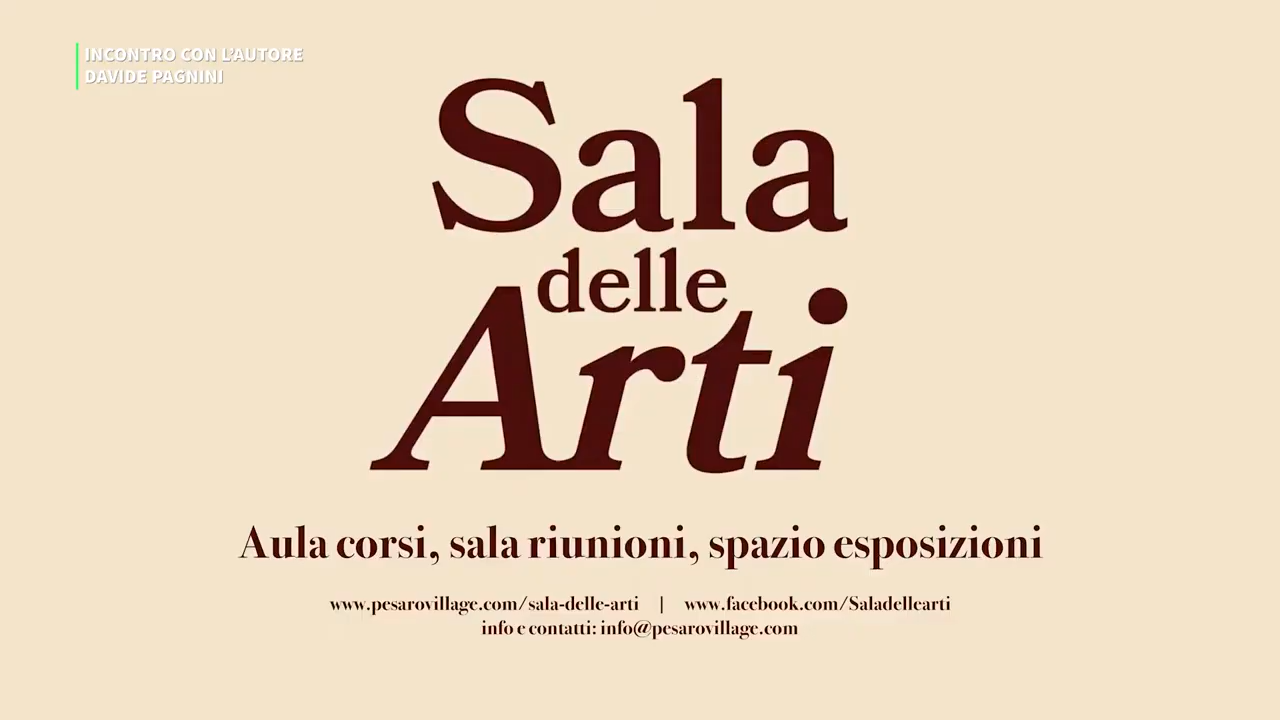 INCONTRO CON L'AUTORE
DAVIDE PAGNINI
Sala
delle
Arti
Aula corsi, sala riunioni, spazio esposizioni
www.pesarovillage.com/sala-delle-arti | www.facebook.com/Saladellearti
info e contatti: info@pesarovillage.com